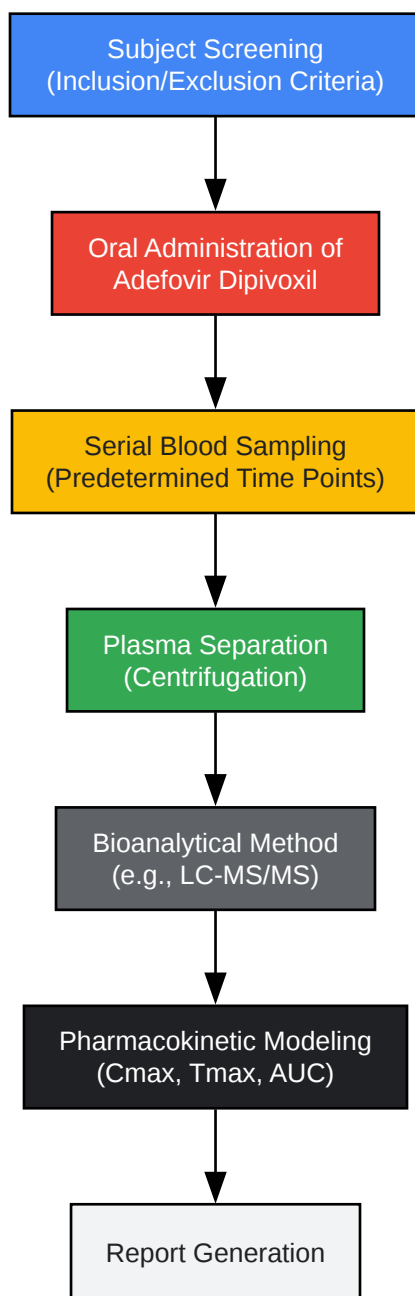 Subject Screening
(Inclusion/Exclusion Criteria)
Oral Administration of
Adefovir Dipivoxil
Serial Blood Sampling
(Predetermined Time Points)
Plasma Separation
(Centrifugation)
Bioanalytical Method
(e.g., LC-MS/MS)
Pharmacokinetic Modeling
(Cmax, Tmax, AUC)
Report Generation